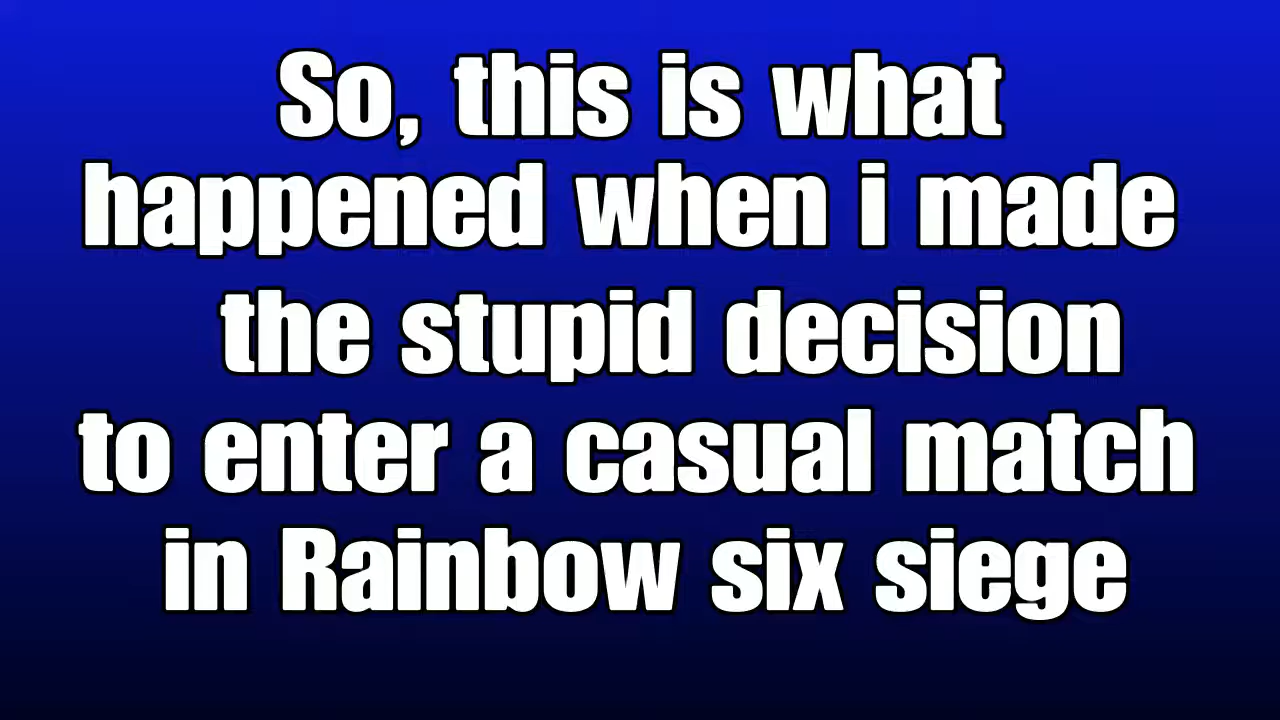 So, this is what
happened when i made
the stupid decision
to enter a casual match
in Rainbow six siege